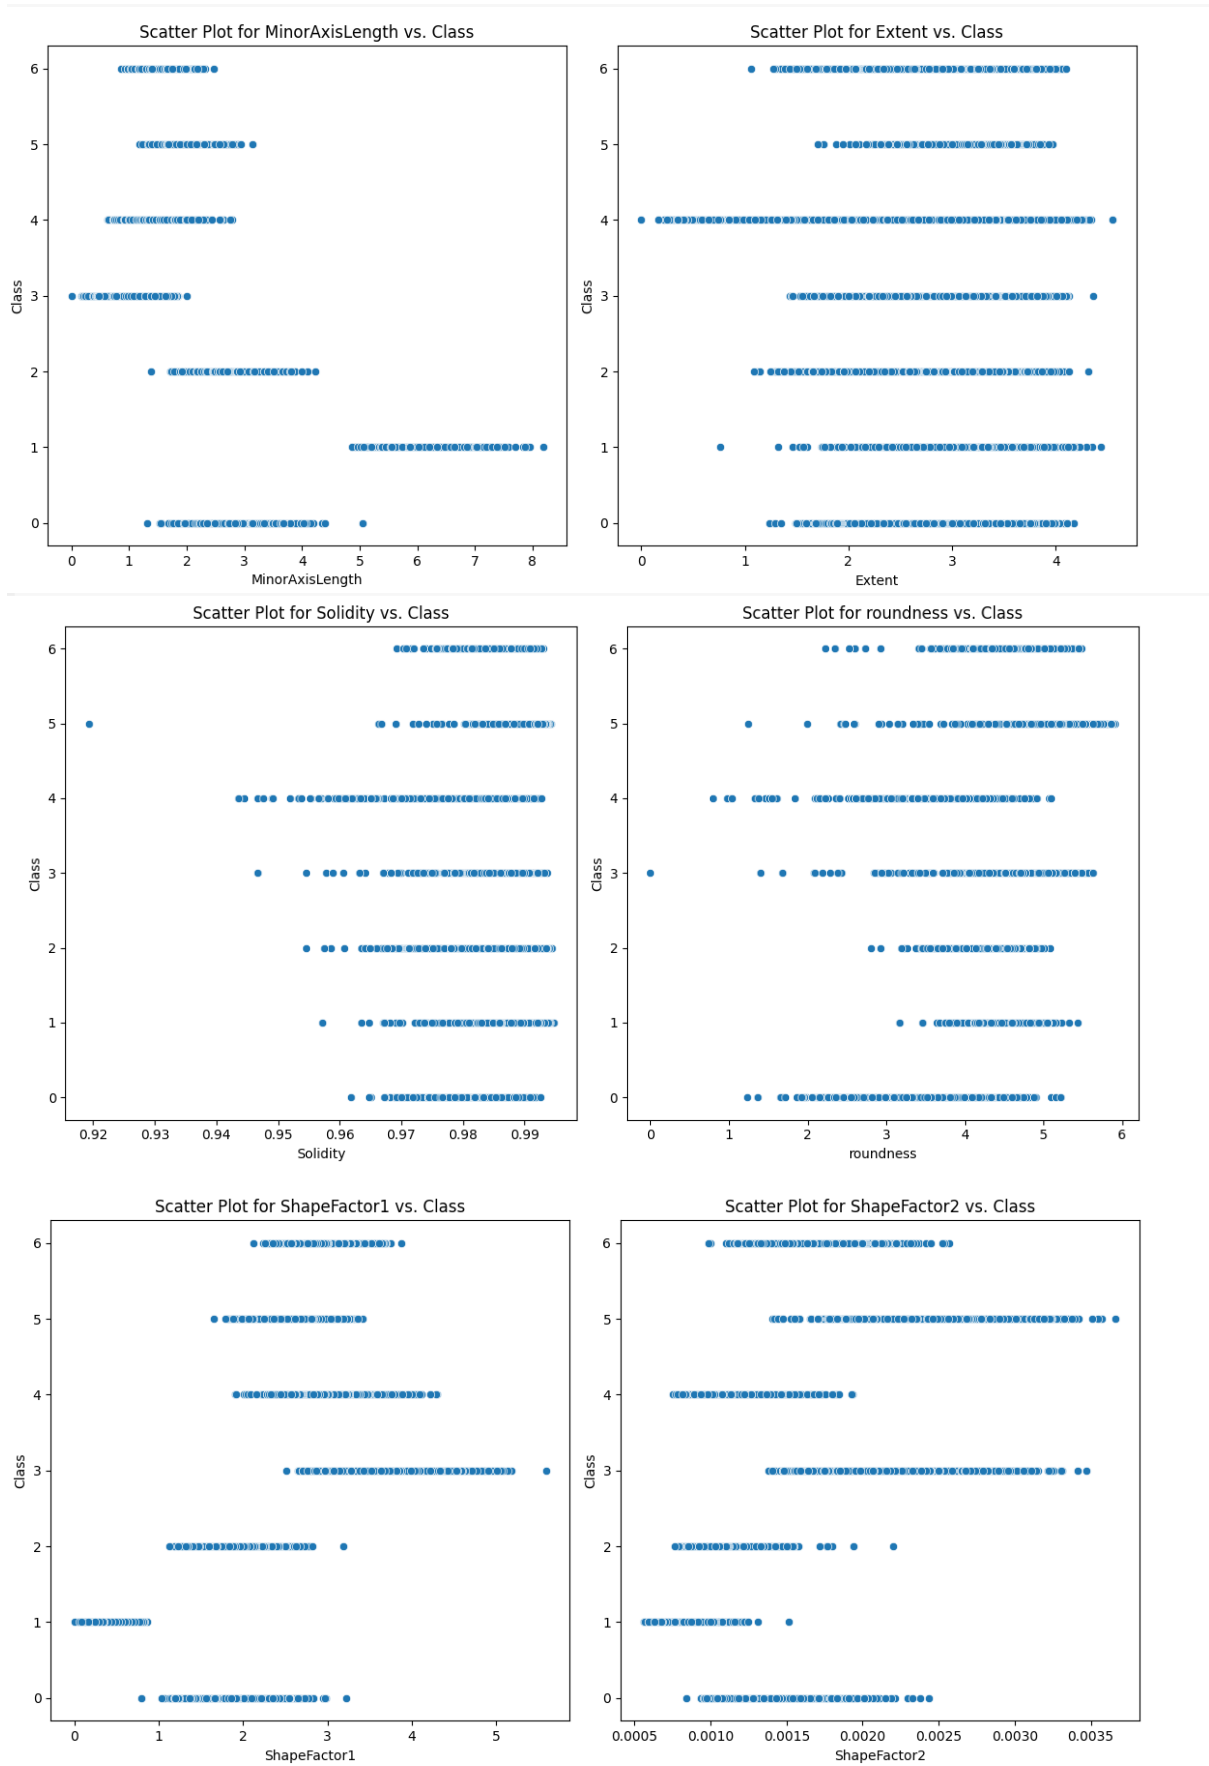 Scatter Plot for MinorAxisLength vs. Class
6
5
4
3
2
1
0
Class
0 1 2 3 4 5 6 7 8
MinorAxisLength
Scatter Plot for Extent vs. Class
6
5
4
3
2
1
0
Class
0 1 2 3 4
Extent
Scatter Plot for Solidity vs. Class
6
5
4
3
2
1
0
Class
0.92 0.93 0.94 0.95 0.96 0.97 0.98 0.99
Solidity
Scatter Plot for roundness vs. Class
6
5
4
3
2
1
0
Class
0 1 2 3 4 5 6
roundness
Scatter Plot for ShapeFactor1 vs. Class
6
5
4
3
2
1
0
Class
0 1 2 3 4 5
ShapeFactor1
Scatter Plot for ShapeFactor2 vs. Class
6
5
4
3
2
1
0
Class
0.0005 0.0010 0.0015 0.0020 0.0025 0.0030 0.0035
ShapeFactor2